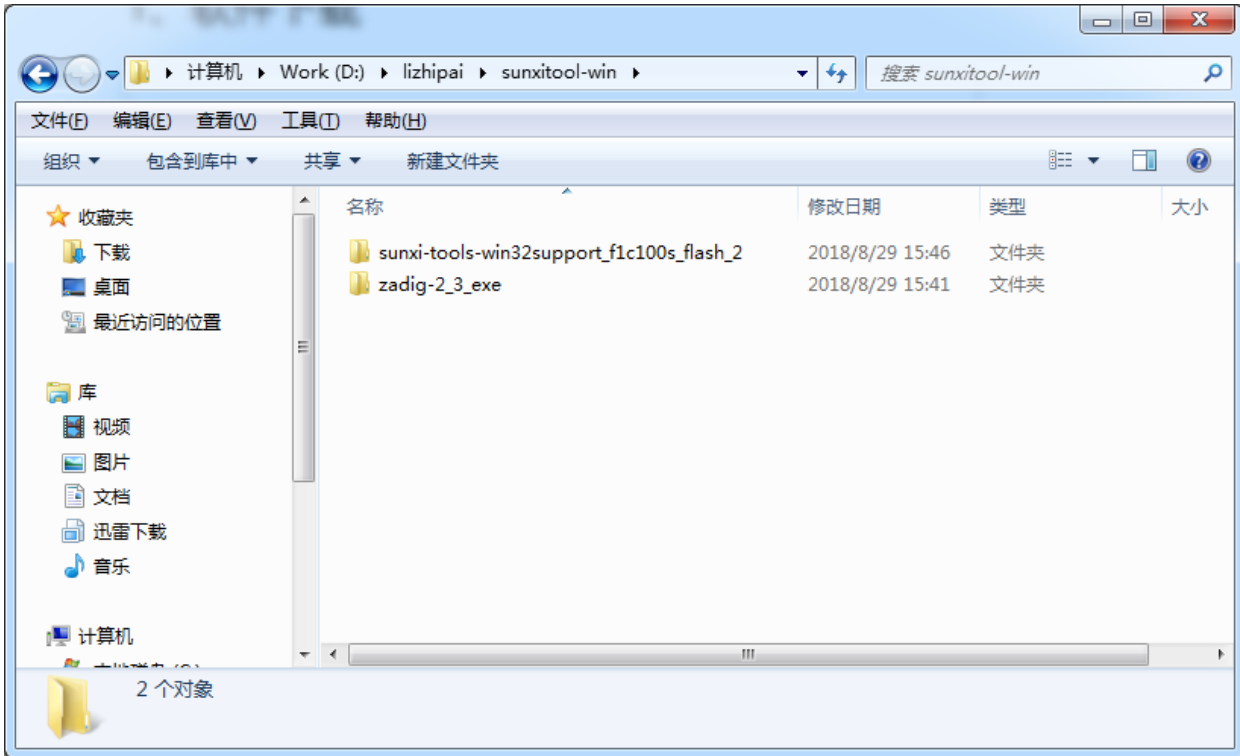 1、软件下载
计算机 Work (D:) lizhipai sunxitool-win 搜索 sunxitool-win
文件(F) 编辑(E) 查看(V) 工具(T) 帮助(H)
组织 包含到库中 共享 新建文件夹
名称 修改日期 类型 大小
收藏夹
sunxi-tools-win32support_f1c100s_flash_2 2018/8/29 15:46 文件夹
下载
zadig-2_3_exe 2018/8/29 15:41 文件夹
桌面
最近访问的位置
库
视频
图片
文档
迅雷下载
音乐
计算机
2 个对象